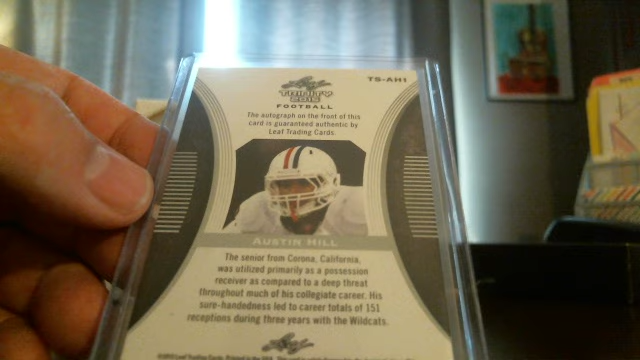 Leaf
TS-AH1
TRINITY
FOOTBALL
The autograph on the front of this
card is guaranteed authentic by
Leaf Trading Cards
AUSTIN HILL
The senior from Corona, California,
was utilized primarily as a possession
receiver as compared to a deep threat
throughout much of his collegiate career. His
sure-handedness led to career totals of 151
receptions during three years with the Wildcats.
Leaf